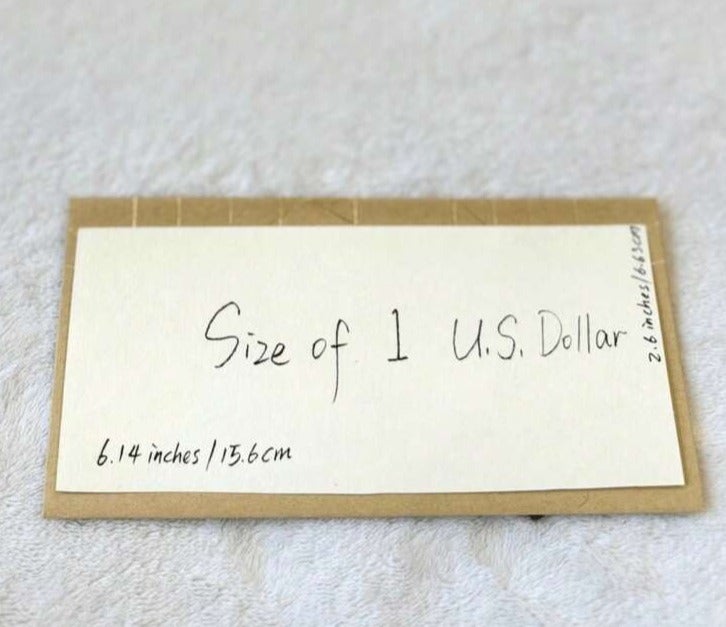 Size of 1 U.S. Dollar
6.14 inches/15.6cm
2.6 inches/6.63cm